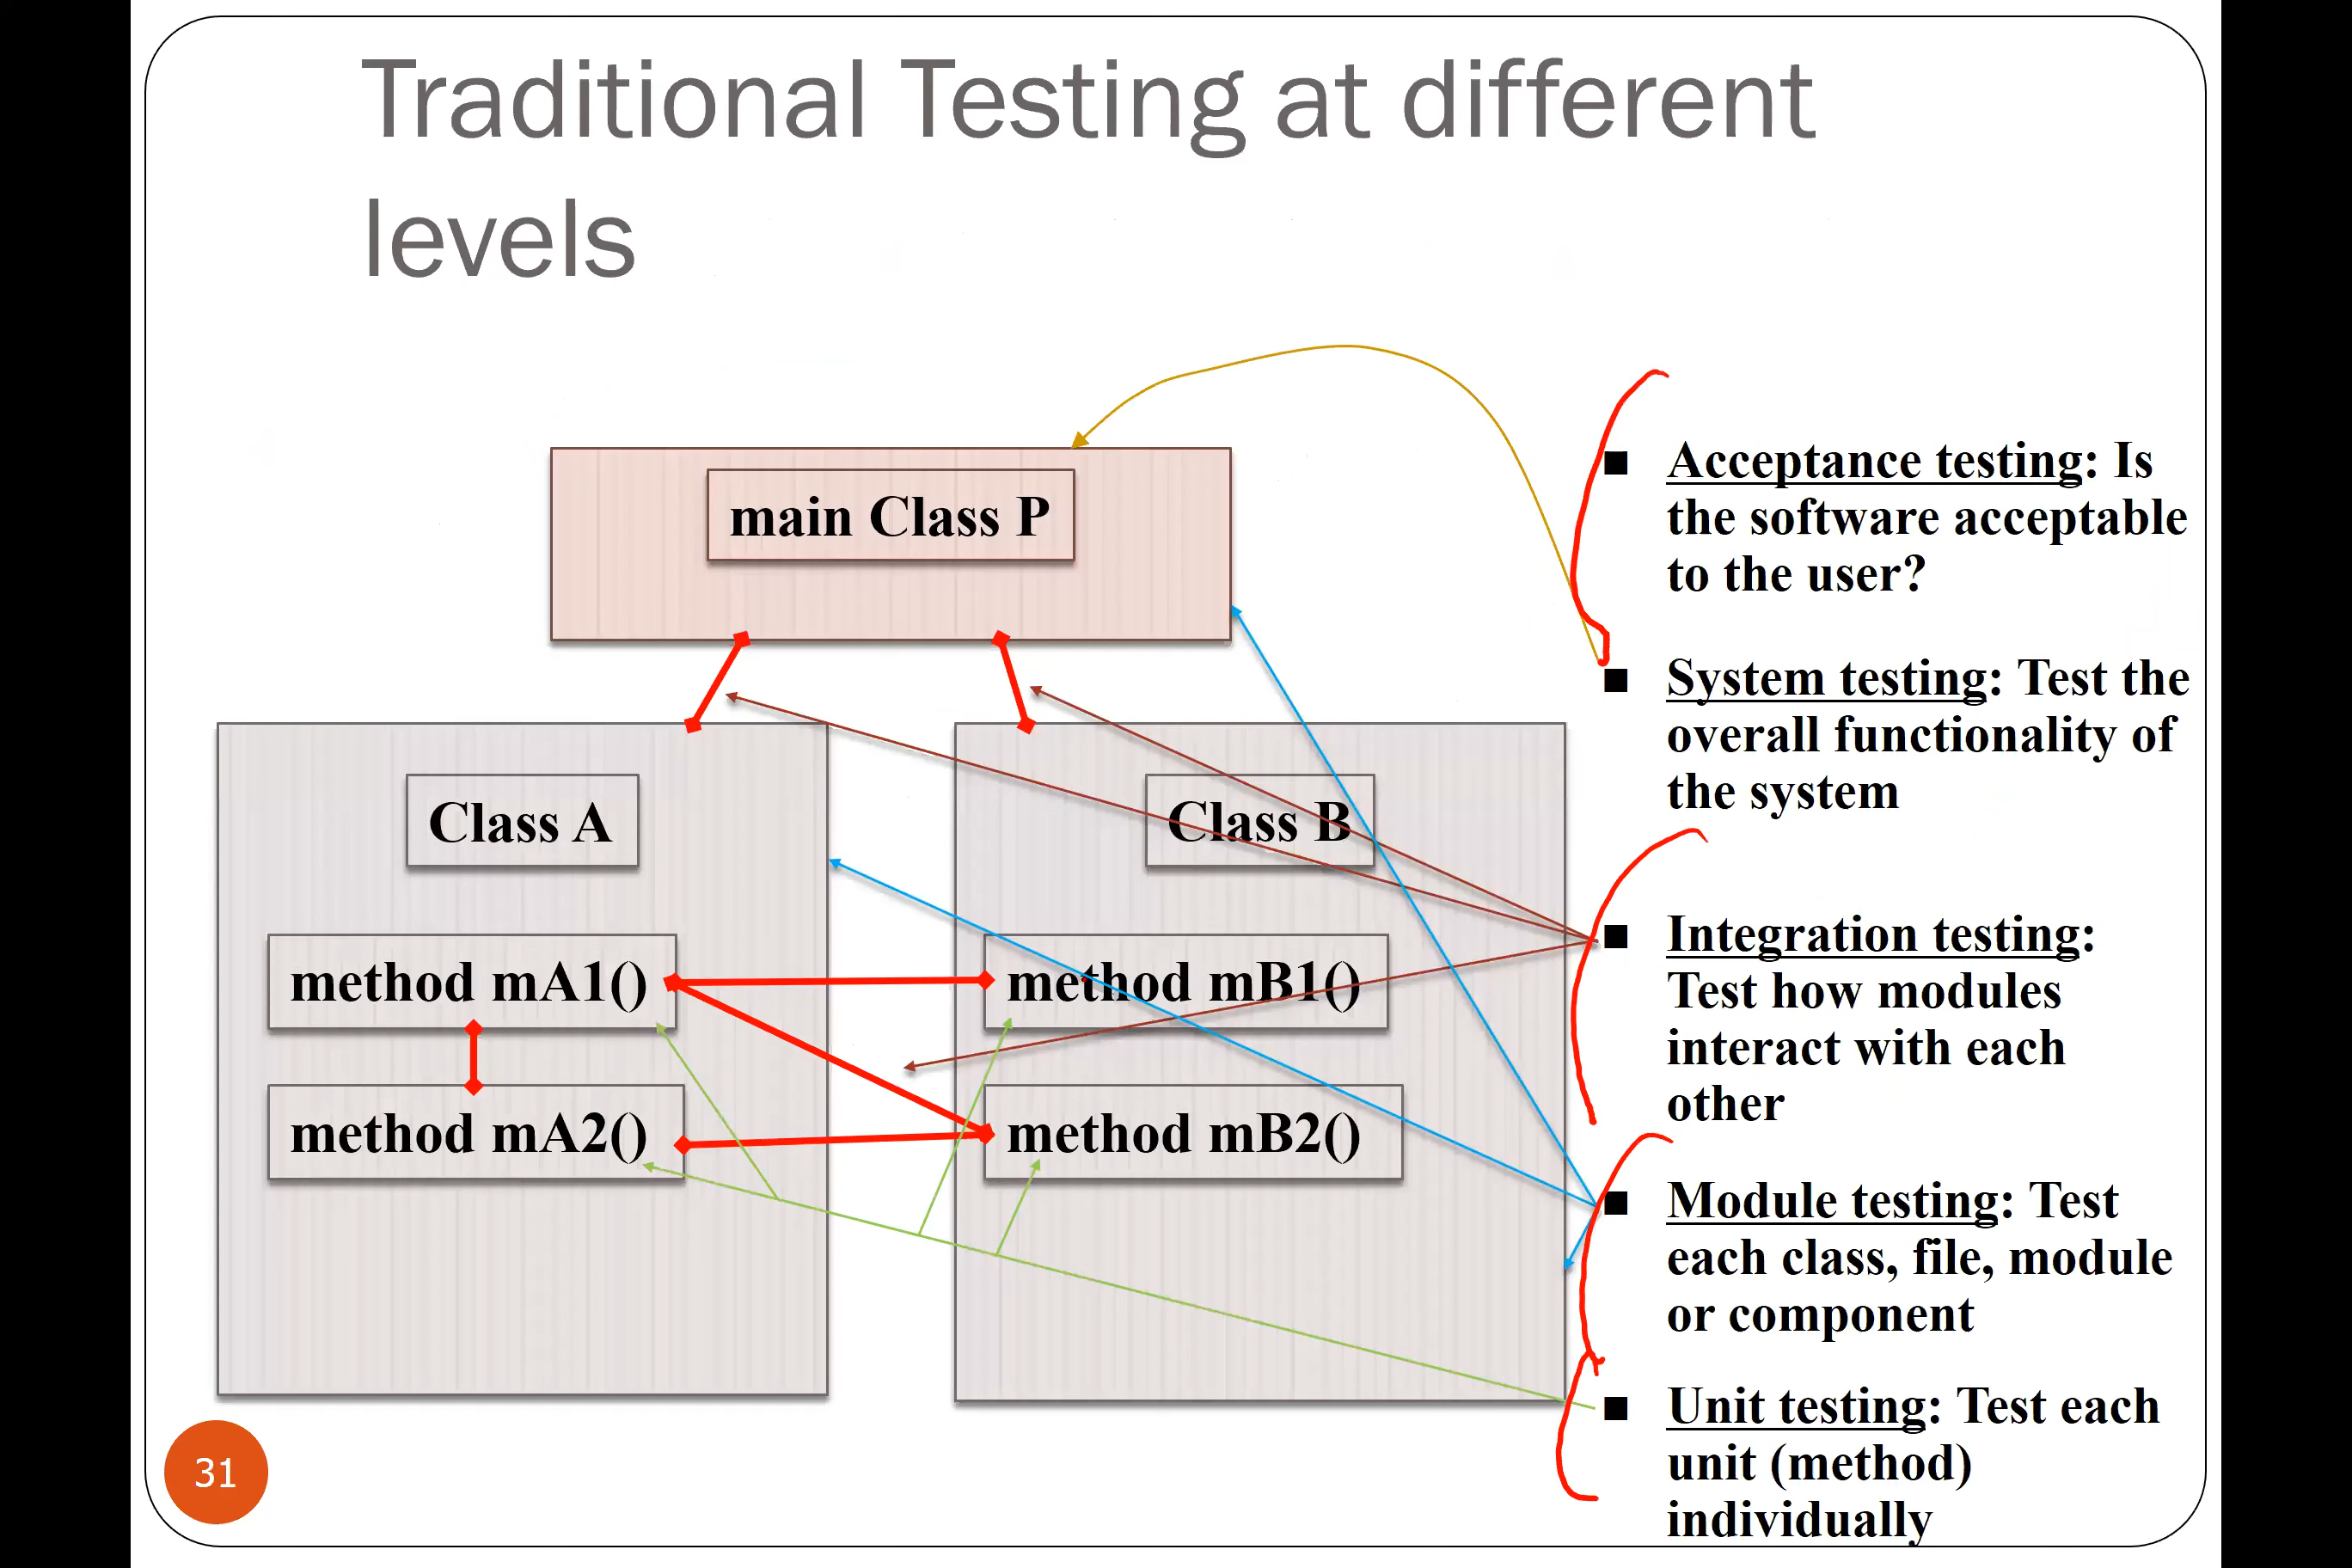 Traditional Testing at different
levels
main Class P
Class A
method mA1()
method mA2()
Class B
method mB1()
method mB2()
■ Acceptance testing: Is
the software acceptable
to the user?
■ System testing: Test the
overall functionality of
the system
■ Integration testing:
Test how modules
interact with each
other
■ Module testing: Test
each class, file, module
or component
■ Unit testing: Test each
unit (method)
individually
31